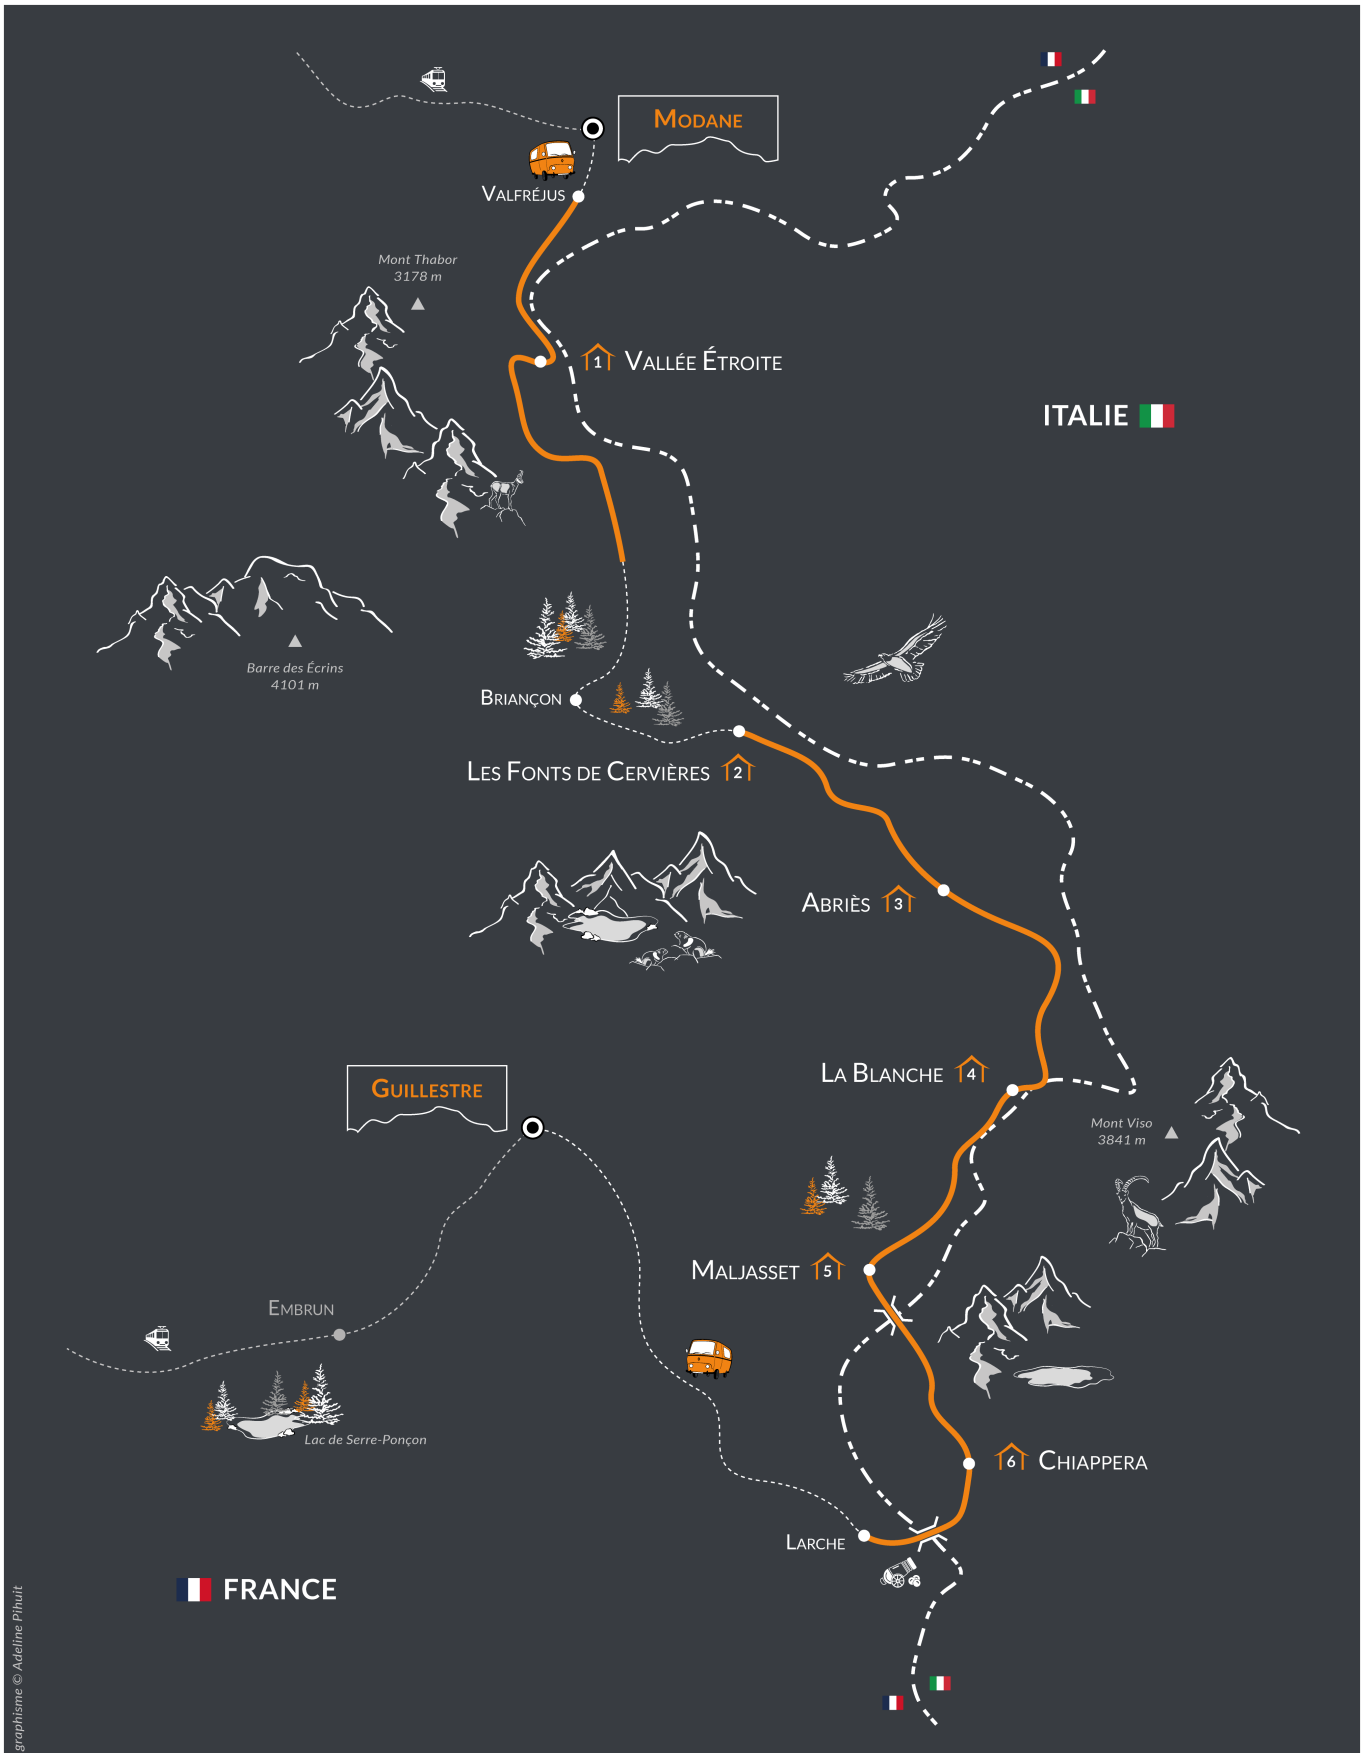 MODANE
VALFRÉJUS
Mont Thabor
3178 m
1 VALLÉE ÉTROITE
ITALIE
Barre des Écrins
4101 m
BRIANÇON
LES FONTS DE CERVIÈRES 2
ABRIÈS 3
LA BLANCHE 4
GUILLESTRE
Mont Viso
3841 m
MALJASSET 5
EMBRUN
Lac de Serre-Ponçon
6 CHIAPPERA
LARCHE
FRANCE
graphisme © Adeline Pihuit